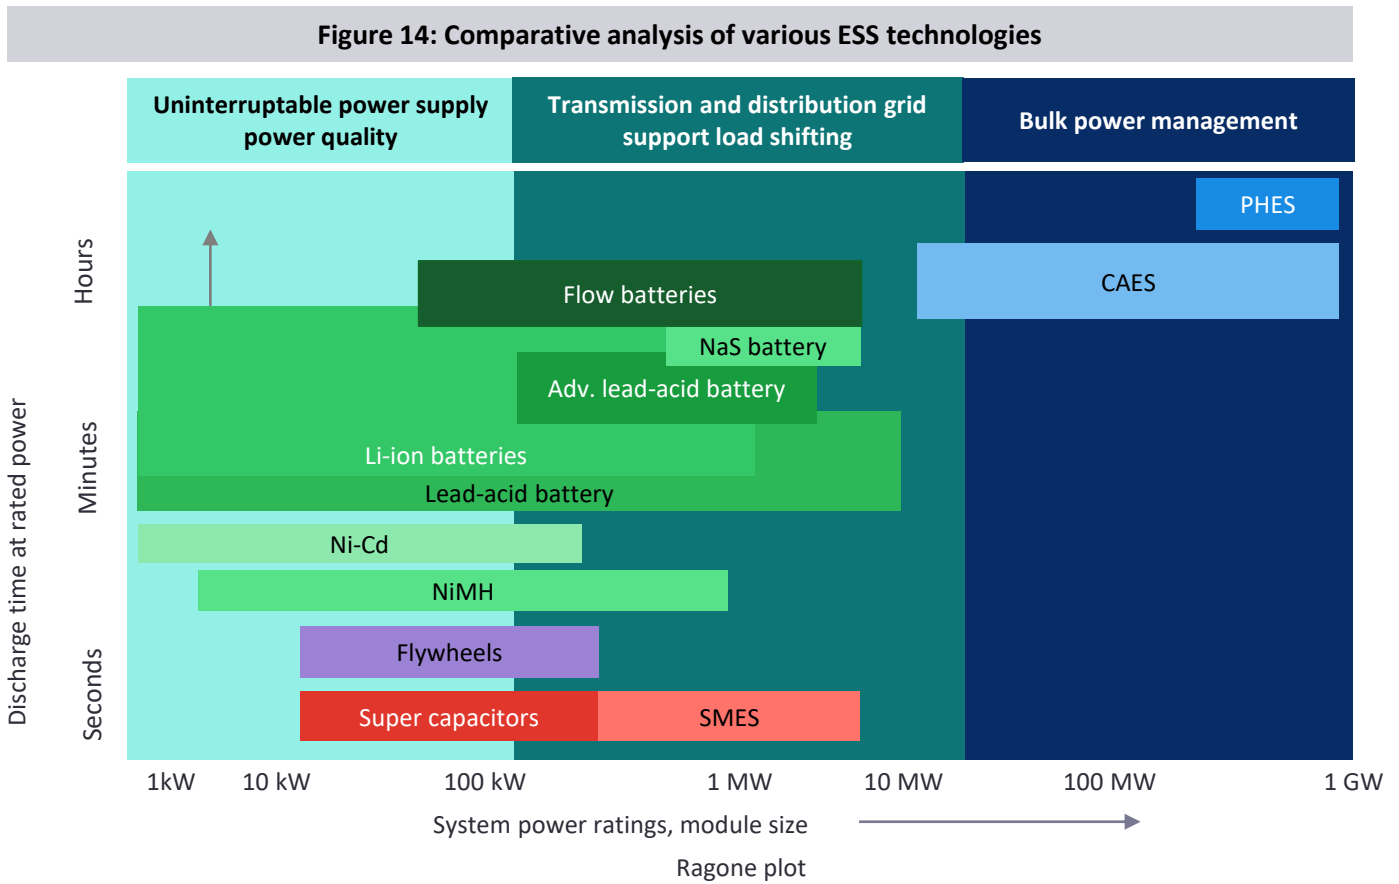 Figure 14: Comparative analysis of various ESS technologies
Uninterruptable power supply
power quality
Transmission and distribution grid
support load shifting
Bulk power management
PHES
CAES
Flow batteries
NaS battery
Adv. lead-acid battery
Li-ion batteries
Lead-acid battery
Ni-Cd
NiMH
Flywheels
Super capacitors
SMES
Discharge time at rated power
Hours
Minutes
Seconds
1kW
10 kW
100 kW
1 MW
10 MW
100 MW
1 GW
System power ratings, module size
Ragone plot